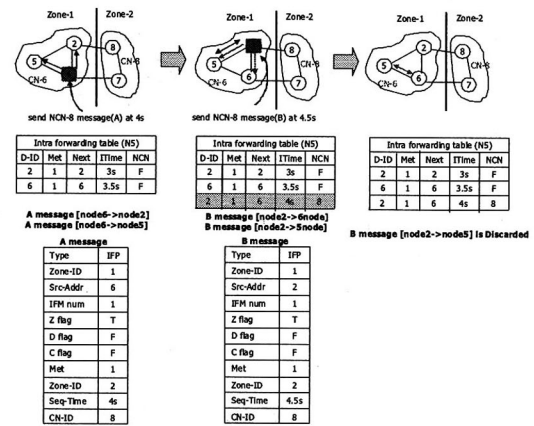 Zone-1 Zone-2
2 8
5 CN-8
CN-6 7
send NCN-8 message(A) at 4s
Intra forwarding table (N5)
D-ID Met Next ITime NCN
2 1 2 3s F
6 1 6 3.5s F
A message [node6->node2]
A message [node6->node5]
A message
Type IFP
Zone-ID 1
Src-Addr 6
IFM num 1
Z flag T
D flag F
C flag F
Met 1
Zone-ID 2
Seq-Time 4s
CN-ID 8
Zone-1 Zone-2
8
5 CN-8
CN-6 6 7
send NCN-8 message(B) at 4.5s
Intra forwarding table (N5)
D-ID Met Next ITime NCN
2 1 2 3s F
6 1 6 3.5s F
2 1 6 4s 8
B message [node2->6node]
B message [node2->5node]
B message
Type IFP
Zone-ID 1
Src-Addr 2
IFM num 1
Z flag T
D flag F
C flag F
Met 1
Zone-ID 2
Seq-Time 4.5s
CN-ID 8
Zone-1 Zone-2
2 8
5 CN-8
CN-6 6 7
Intra forwarding table (N5)
D-ID Met Next ITime NCN
2 1 2 3s F
6 1 6 3.5s F
2 1 6 4s 8
B message [node2->node5] is Discarded